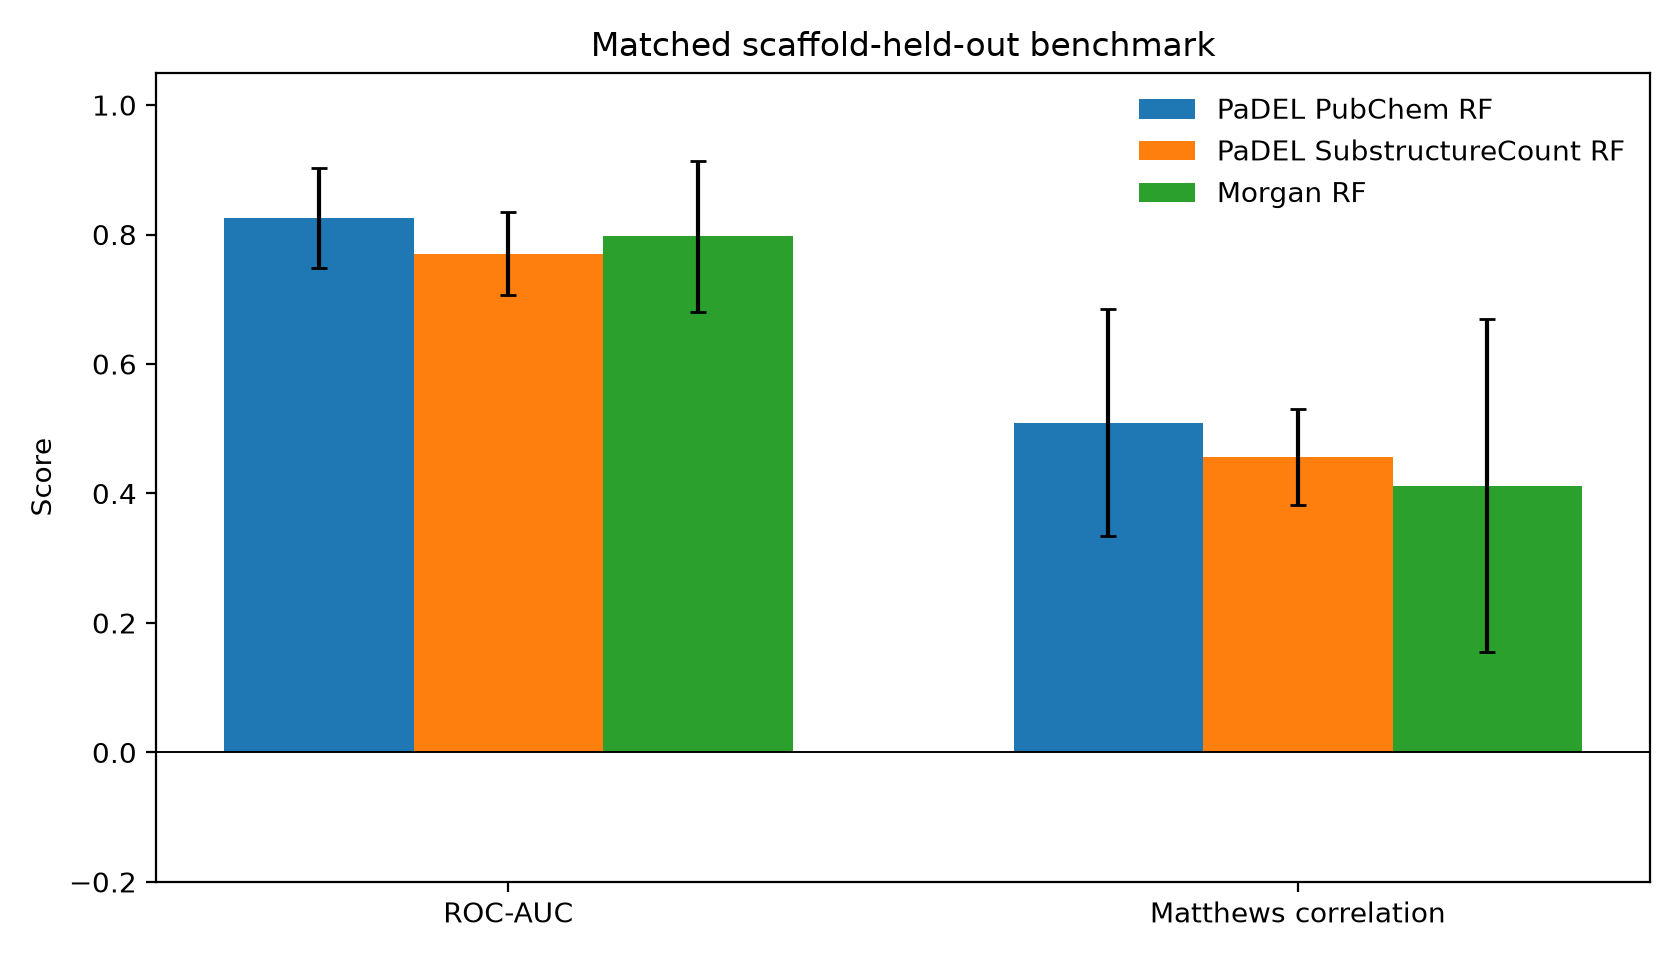 Matched scaffold-held-out benchmark
PaDEL PubChem RF
PaDEL SubstructureCount RF
Morgan RF
Score
1.0
0.8
0.6
0.4
0.2
0.0
−0.2
ROC-AUC
Matthews correlation